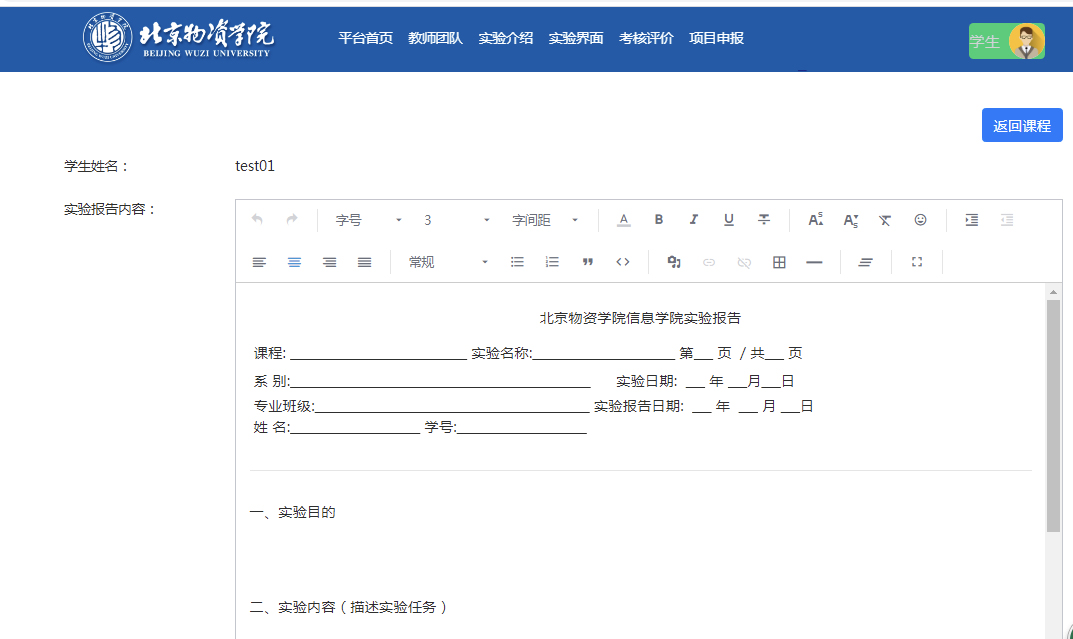 北京物资学院
BEIJING WUZI UNIVERSITY
平台首页 教师团队 实验介绍 实验界面 考核评价 项目申报
学生
返回课程
学生姓名： test01
实验报告内容：
字号 3 字间距
常规
北京物资学院信息学院实验报告
课程: ______________________ 实验名称:__________________ 第___ 页 / 共___ 页
系 别:______________________________________ 实验日期: ___ 年 ___月___日
专业班级:___________________________________ 实验报告日期: ___ 年 ___ 月 ___日
姓 名:_________________ 学号:_________________
一、实验目的
二、实验内容（描述实验任务）